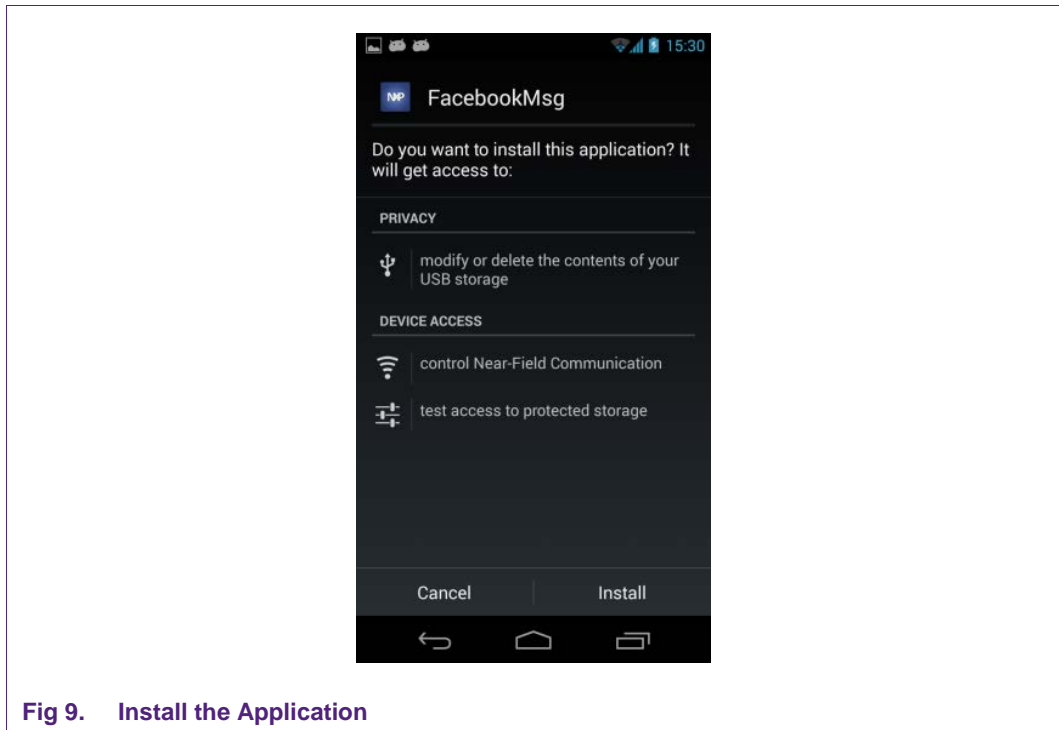 15:30
NXP FacebookMsg
Do you want to install this application? It
will get access to:
PRIVACY
modify or delete the contents of your
USB storage
DEVICE ACCESS
control Near-Field Communication
test access to protected storage
Cancel Install
Fig 9. Install the Application